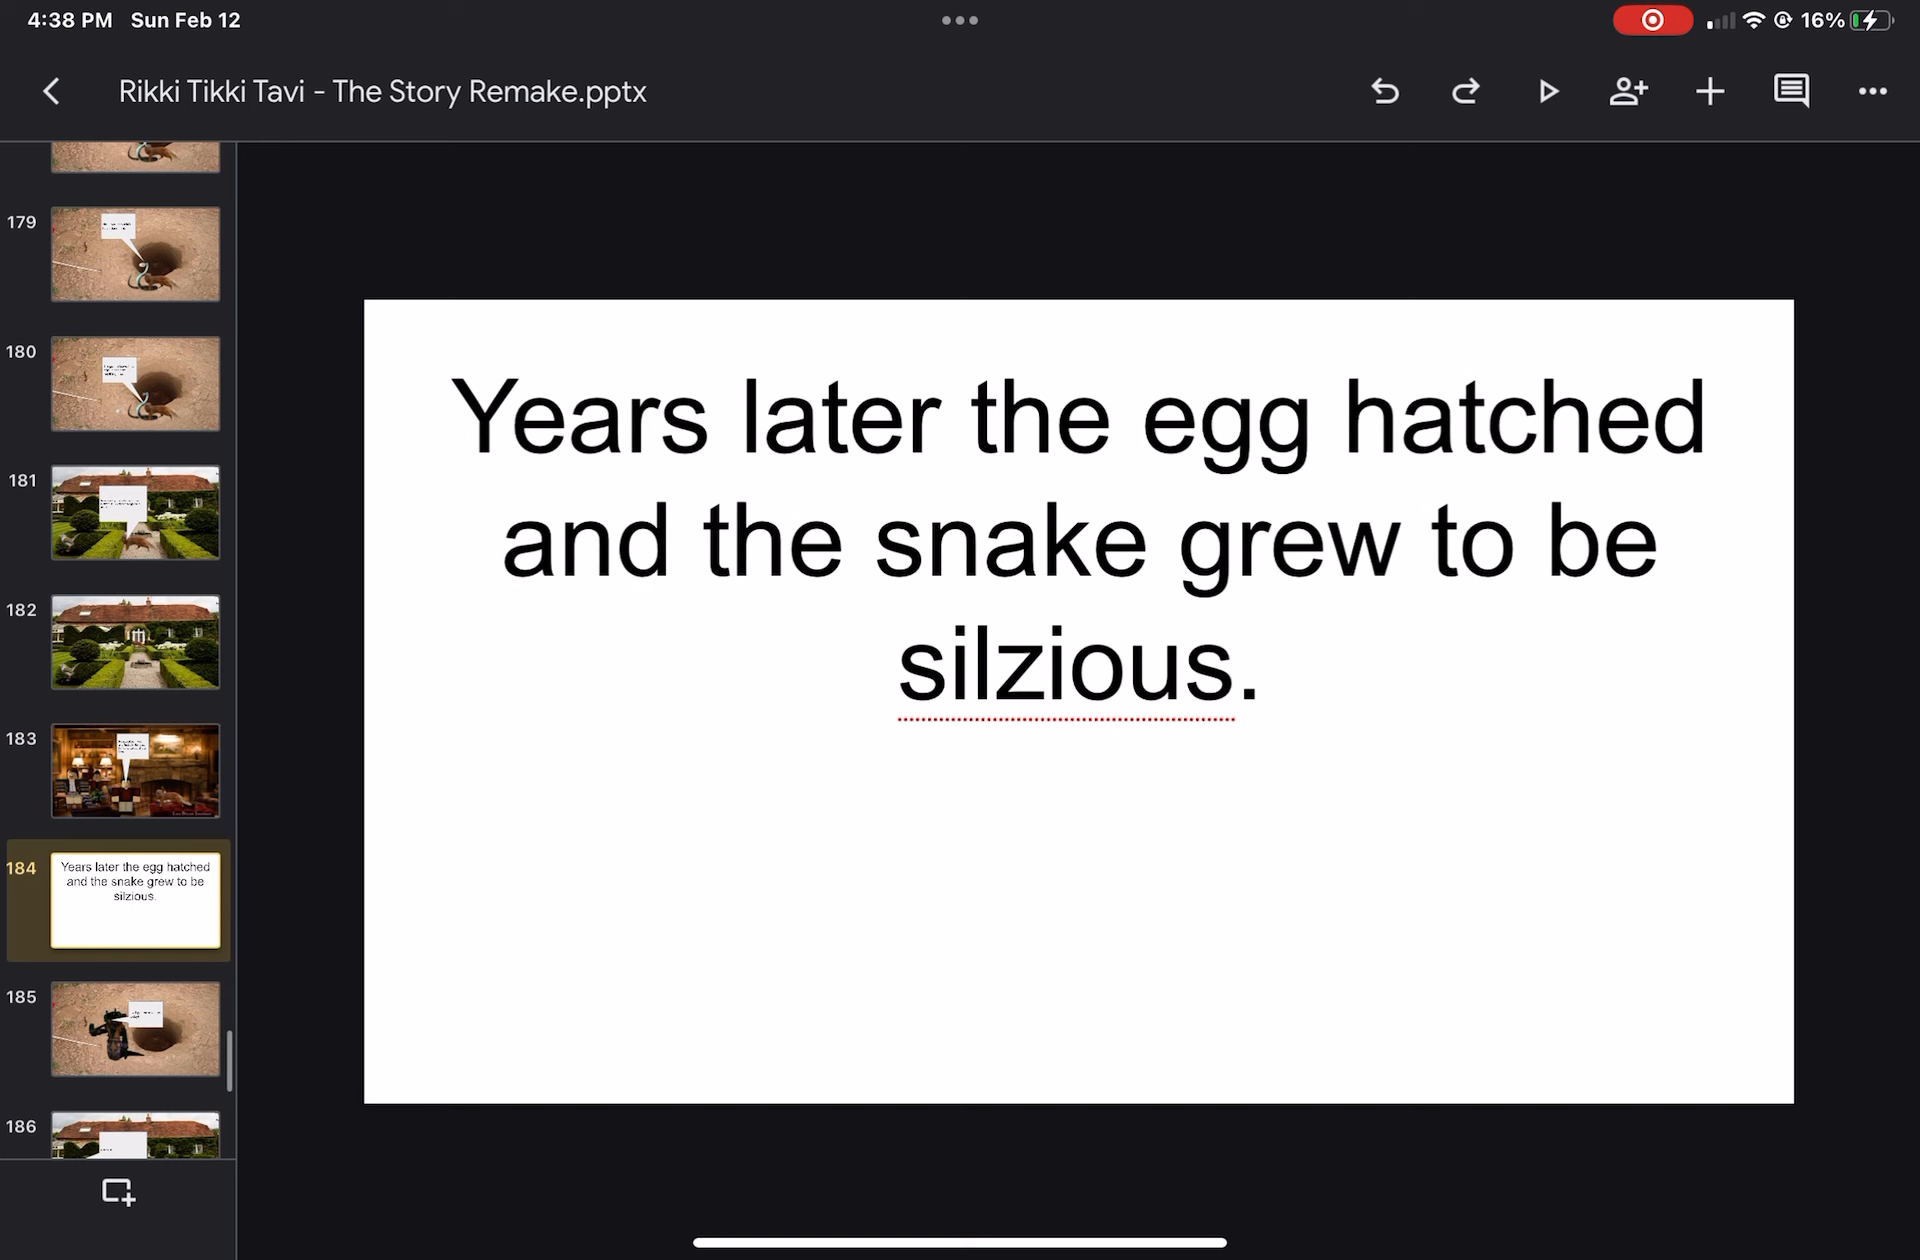 4:38 PM Sun Feb 12
16%
Rikki Tikki Tavi - The Story Remake.pptx
179
180
181
182
183
184
Years later the egg hatched
and the snake grew to be
silzious.
185
186
Years later the egg hatched
and the snake grew to be
silzious.